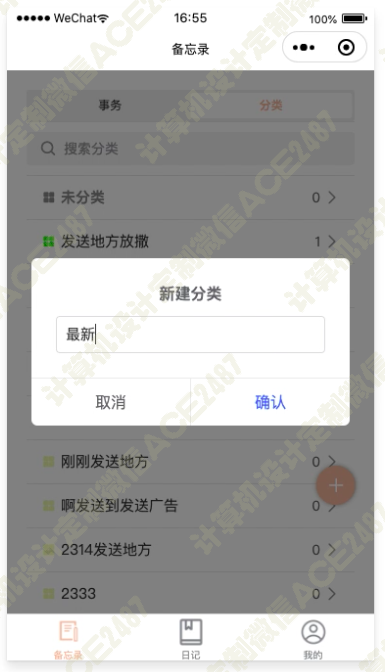 WeChat 16:55 100%
备忘录
事务 分类
搜索分类
未分类 0
发送地方放撒 1
新建分类
最新
取消 确认
刚刚发送地方 0
啊发送到发送广告 0
2314发送地方 0
2333 0
备忘录 日记 我的
计算机设计定制微信ACE2487